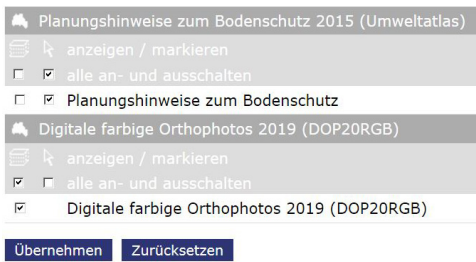 Planungshinweise zum Bodenschutz 2015 (Umweltatlas)
anzeigen / markieren
alle an- und ausschalten
Planungshinweise zum Bodenschutz
Digitale farbige Orthophotos 2019 (DOP20RGB)
anzeigen / markieren
alle an- und ausschalten
Digitale farbige Orthophotos 2019 (DOP20RGB)
Übernehmen Zurücksetzen